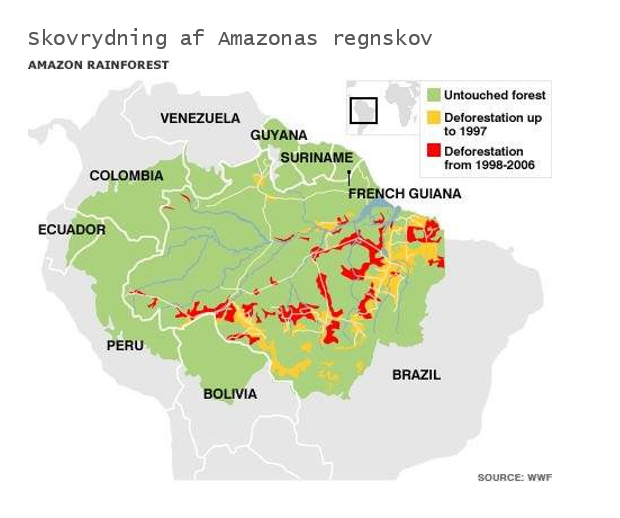 Skovrydning af Amazonas regnskov
AMAZON RAINFOREST
Untouched forest
Deforestation up
to 1997
Deforestation
from 1998-2006
VENEZUELA
GUYANA
SURINAME
COLOMBIA
FRENCH GUIANA
ECUADOR
PERU
BRAZIL
BOLIVIA
SOURCE: WWF